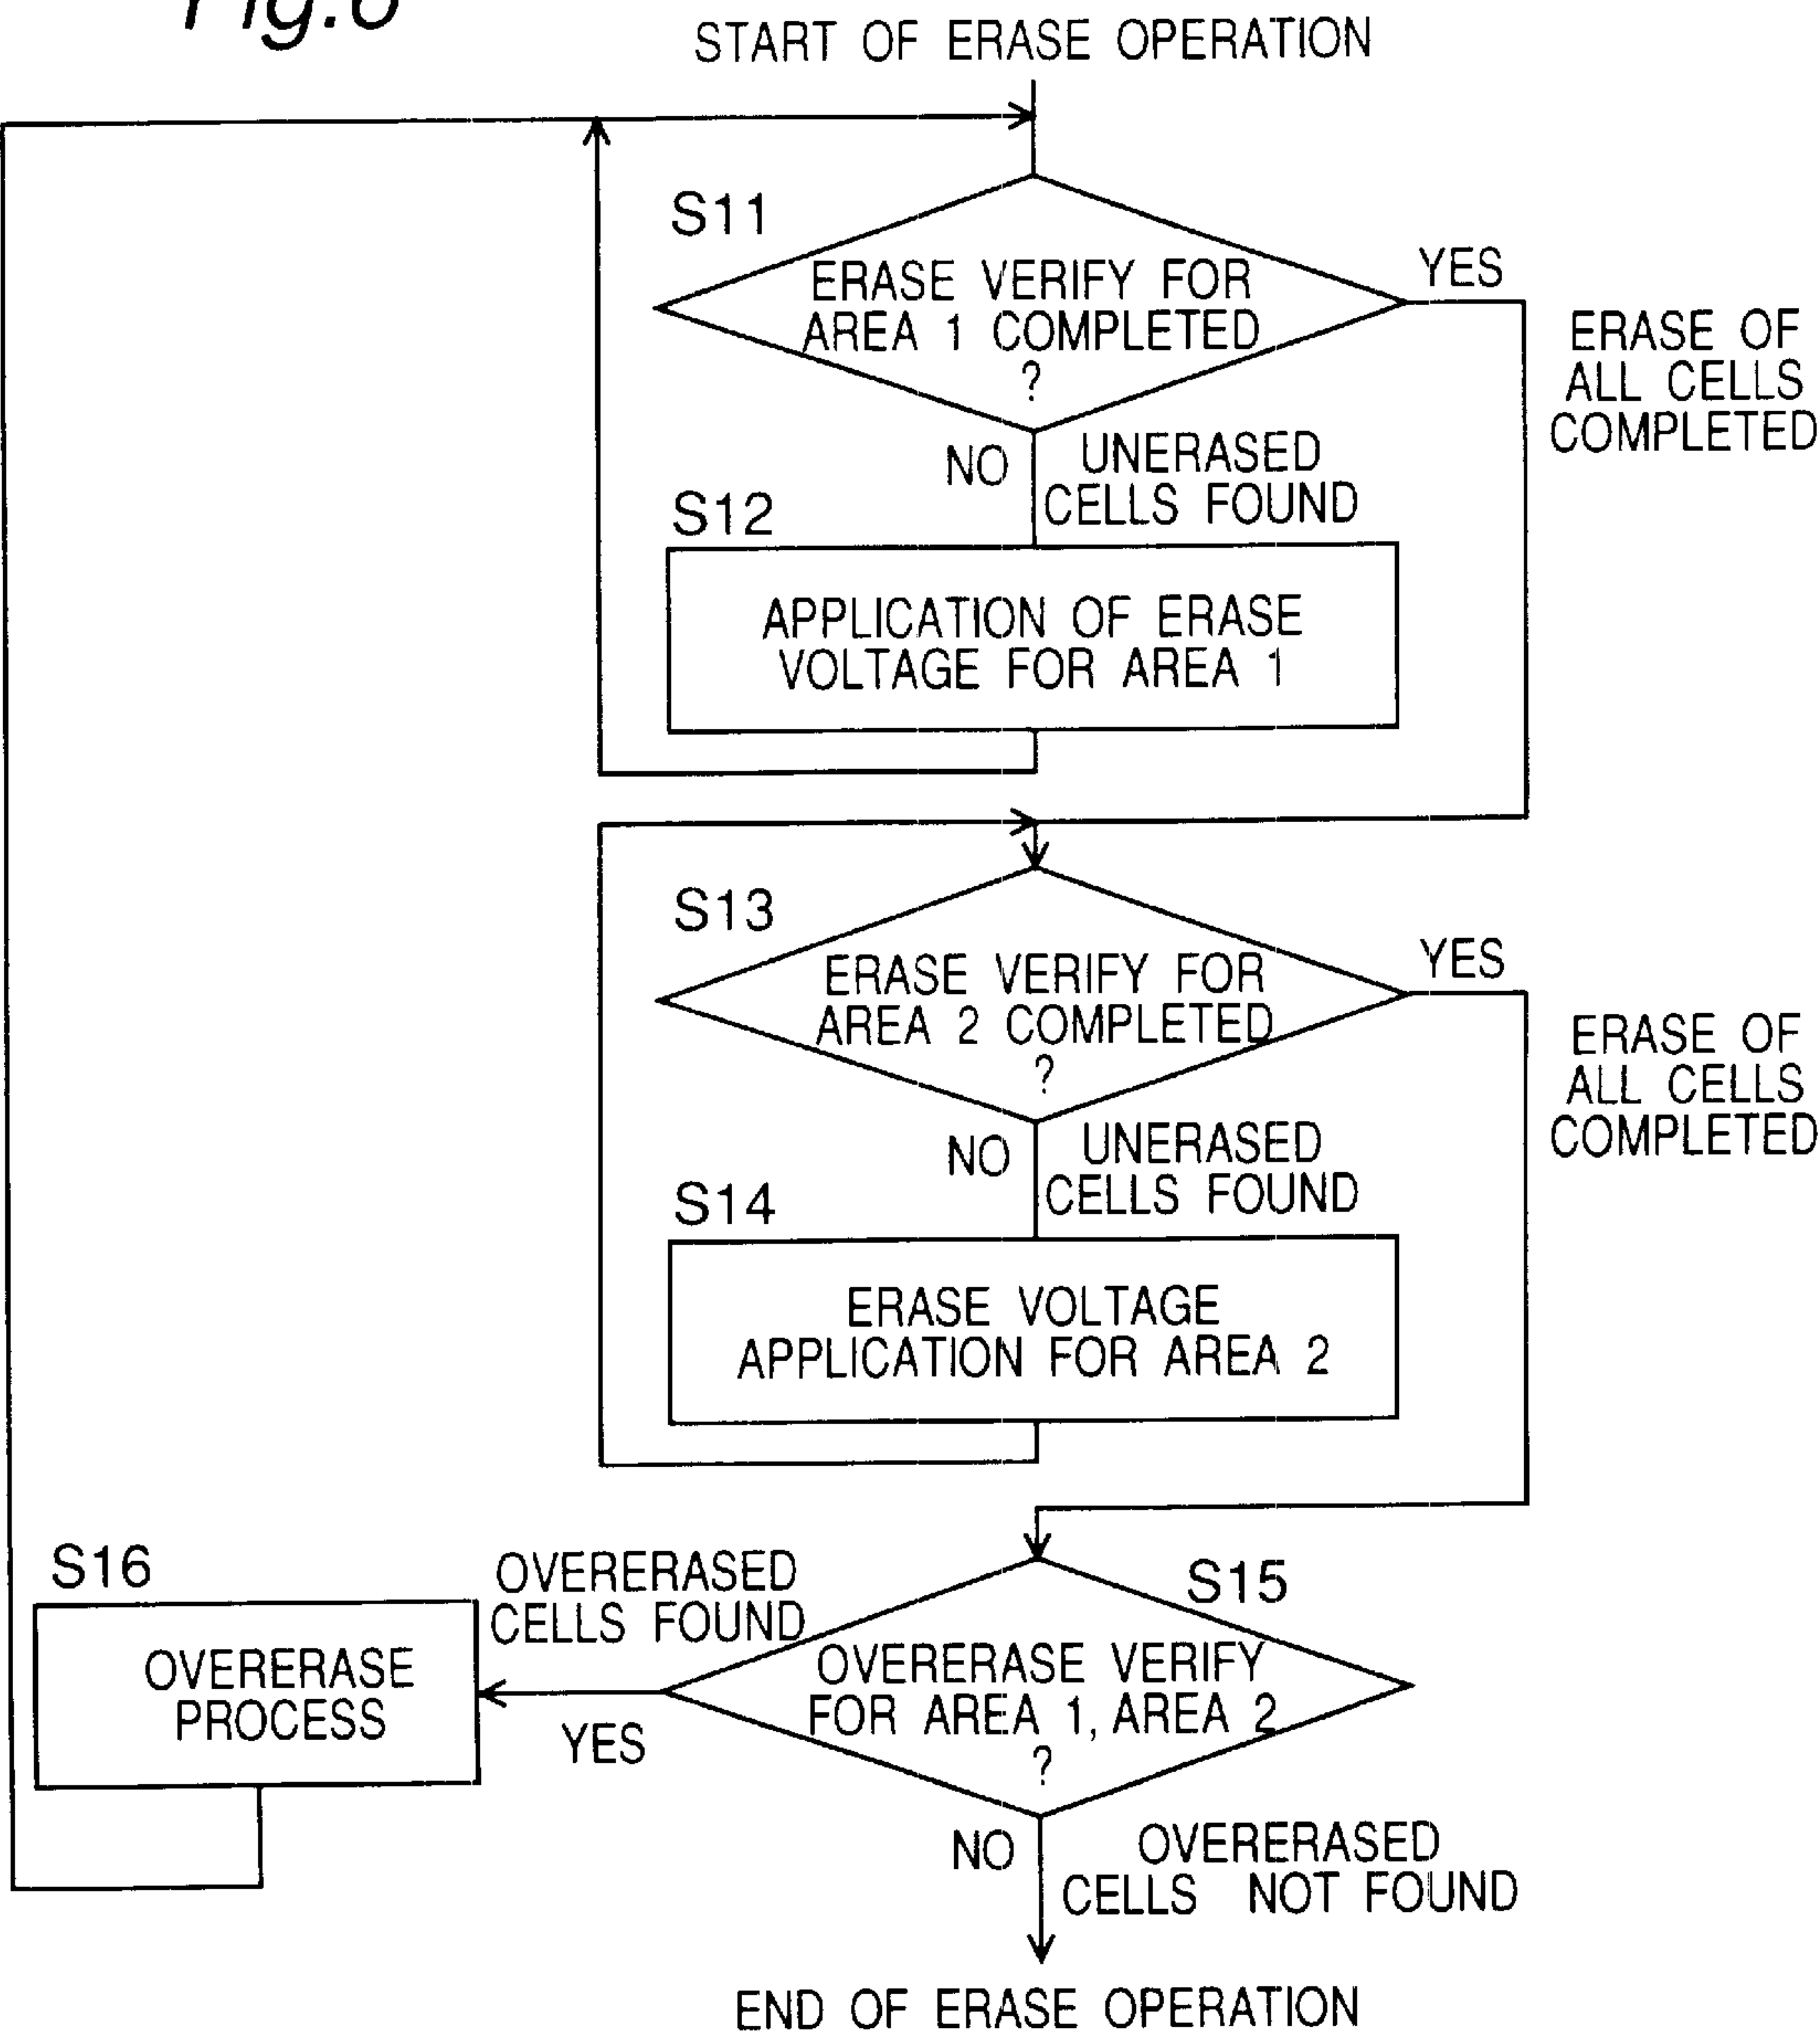 START OF ERASE OPERATION
S11
ERASE VERIFY FOR
AREA 1 COMPLETED
?
YES
ERASE OF
ALL CELLS
COMPLETED
NO
UNERASED
CELLS FOUND
S12
APPLICATION OF ERASE
VOLTAGE FOR AREA 1
S13
ERASE VERIFY FOR
AREA 2 COMPLETED
?
YES
ERASE OF
ALL CELLS
COMPLETED
NO
UNERASED
CELLS FOUND
S14
ERASE VOLTAGE
APPLICATION FOR AREA 2
S15
OVERERASE VERIFY
FOR AREA 1, AREA 2
?
OVERERASED
CELLS FOUND
YES
S16
OVERERASE
PROCESS
NO
OVERERASED
CELLS NOT FOUND
END OF ERASE OPERATION